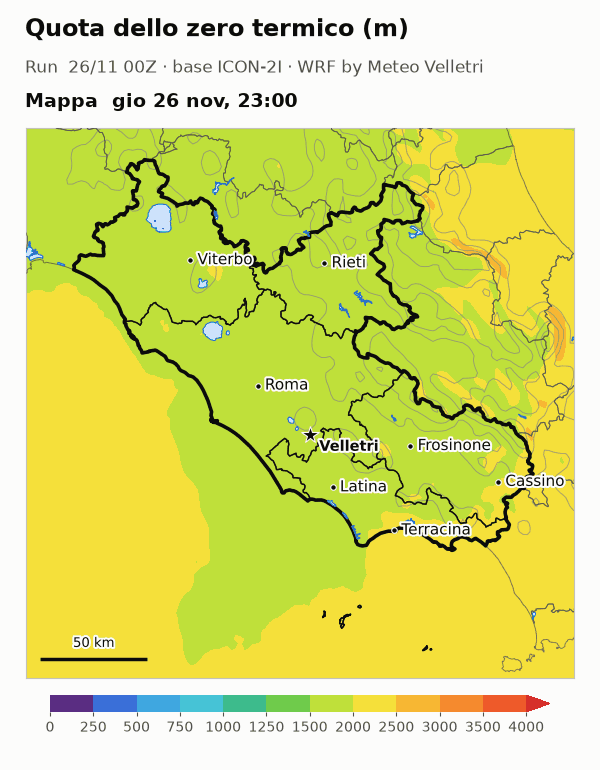 Quota dello zero termico (m)
Run  26/11 00Z · base ICON-2I · WRF by Meteo Velletri
Mappa  gio 26 nov, 23:00
Viterbo
Rieti
Roma
Velletri
Frosinone
Latina
Cassino
Terracina
50 km
0 250 500 750 1000 1250 1500 2000 2500 3000 3500 4000